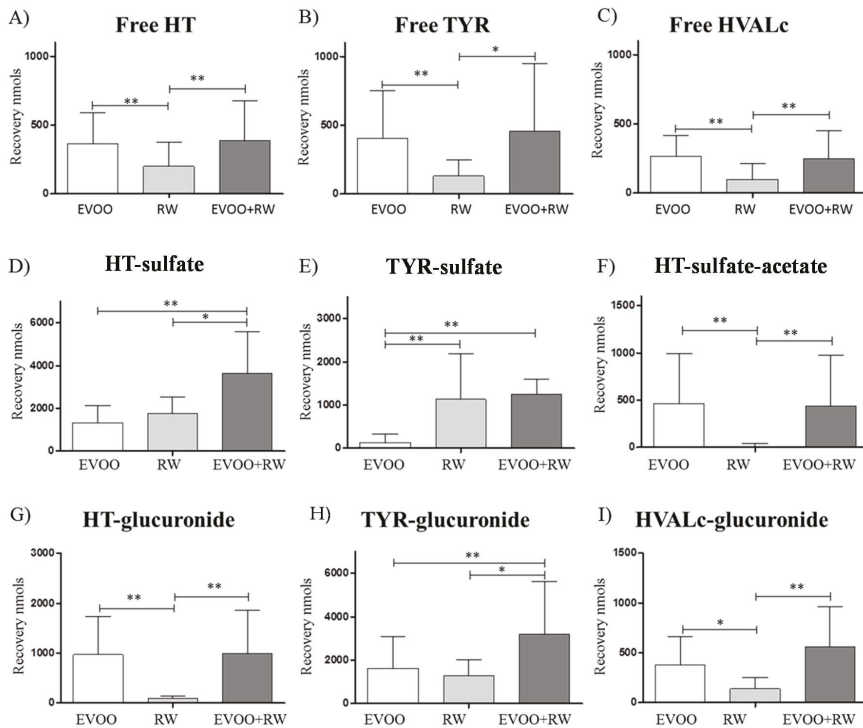 A)
Free HT
Recovery nmols
1000
500
0
**
**
EVOO RW EVOO+RW
B)
Free TYR
Recovery nmols
1000
500
0
**
*
EVOO RW EVOO+RW
C)
Free HVALc
Recovery nmols
1000
500
0
**
**
EVOO RW EVOO+RW
D)
HT-sulfate
Recovery nmols
6000
4000
2000
0
**
*
EVOO RW EVOO+RW
E)
TYR-sulfate
Recovery nmols
3000
2000
1000
0
**
**
EVOO RW EVOO+RW
F)
HT-sulfate-acetate
Recovery nmols
1500
1000
500
0
**
**
EVOO RW EVOO+RW
G)
HT-glucuronide
Recovery nmols
3000
2000
1000
0
**
**
EVOO RW EVOO+RW
H)
TYR-glucuronide
Recovery nmols
6000
4000
2000
0
**
*
EVOO RW EVOO+RW
I)
HVALc-glucuronide
Recovery nmols
1500
1000
500
0
*
**
EVOO RW EVOO+RW